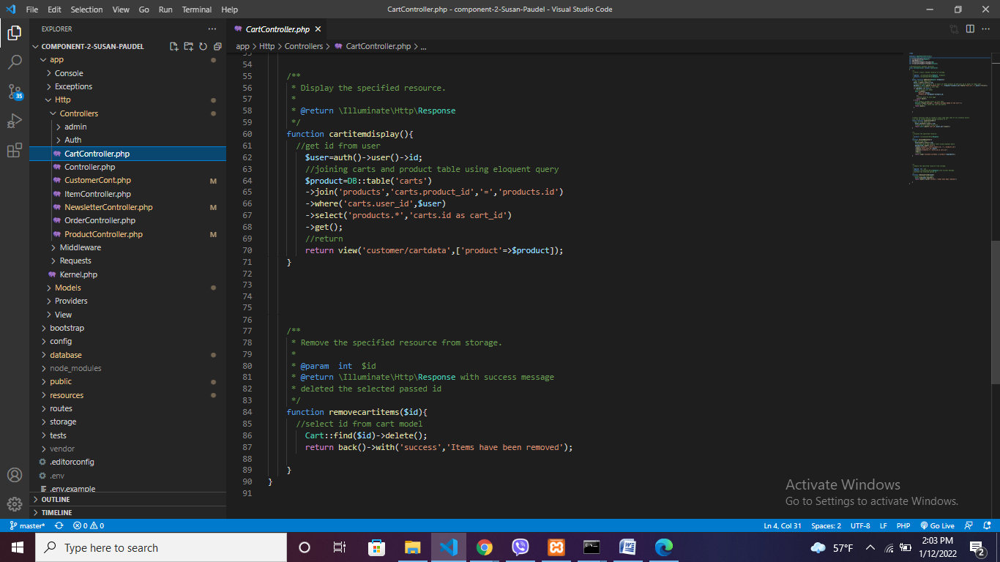 File Edit Selection View Go Run Terminal Help
CartController.php - component-2-Susan-Paudel - Visual Studio Code
EXPLORER
COMPONENT-2-SUSAN-PAUDEL
app
Console
Exceptions
Http
Controllers
admin
Auth
CartController.php
Controller.php
CustomerCont.php M
ItemController.php
NewsletterController.php M
OrderController.php
ProductController.php M
Middleware
Requests
Kernel.php
Models
Providers
View
bootstrap
config
database
node_modules
public
resources
routes
storage
tests
vendor
.editorconfig
.env
.env.example
OUTLINE
TIMELINE
35
CartController.php
app > Http > Controllers > CartController.php > ...
53
54
55 /**
56 * Display the specified resource.
57 *
58 * @return \Illuminate\Http\Response
59 */
60 function cartitemdisplay(){
61 //get id from user
62 $user=auth()->user()->id;
63 //joining carts and product table using eloquent query
64 $product=DB::table('carts')
65 ->join('products','carts.product_id','=','products.id')
66 ->where('carts.user_id',$user)
67 ->select('products.*','carts.id as cart_id')
68 ->get();
69 //return
70 return view('customer/cartdata',['product'=>$product]);
71 }
72
73
74
75
76
77 /**
78 * Remove the specified resource from storage.
79 *
80 * @param  int  $id
81 * @return \Illuminate\Http\Response with success message
82 * deleted the selected passed id
83 */
84 function removecartitems($id){
85 //select id from cart model
86 Cart::find($id)->delete();
87 return back()->with('success','Items have been removed');
88
89 }
90 }
91
Activate Windows
Go to Settings to activate Windows.
master* 0 0 Ln 4, Col 31 Spaces: 2 UTF-8 LF PHP Go Live
Type here to search
57°F
2:03 PM
1/12/2022
2